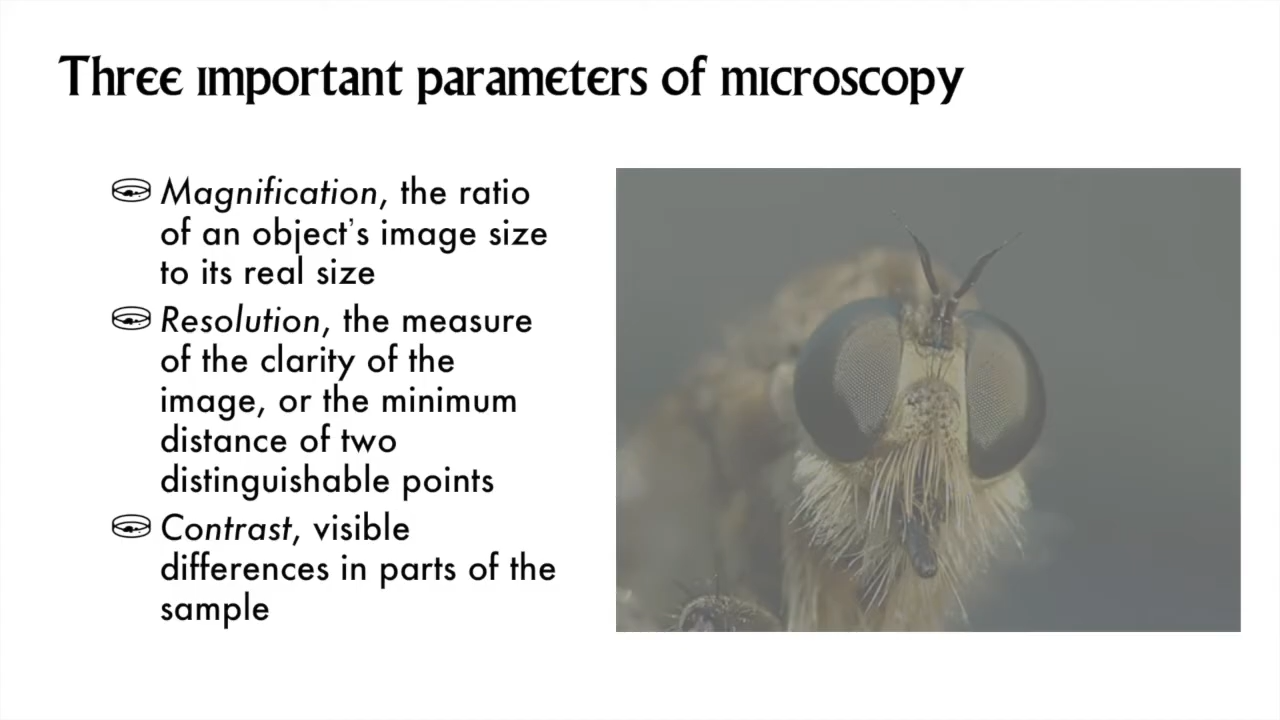 Three important parameters of microscopy
Magnification, the ratio
of an object's image size
to its real size
Resolution, the measure
of the clarity of the
image, or the minimum
distance of two
distinguishable points
Contrast, visible
differences in parts of the
sample